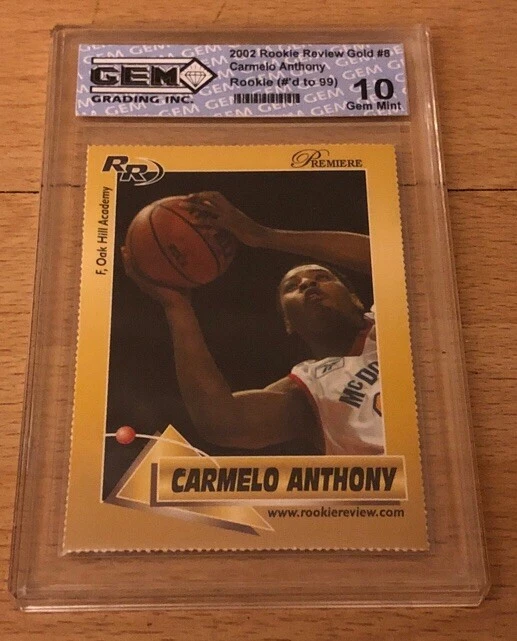 GEM
GRADING INC.
2002 Rookie Review Gold #8
Carmelo Anthony
Rookie (#'d to 99)
10
Gem Mint
RR
PREMIERE
F, Oak Hill Academy
McDO
CARMELO ANTHONY
www.rookiereview.com